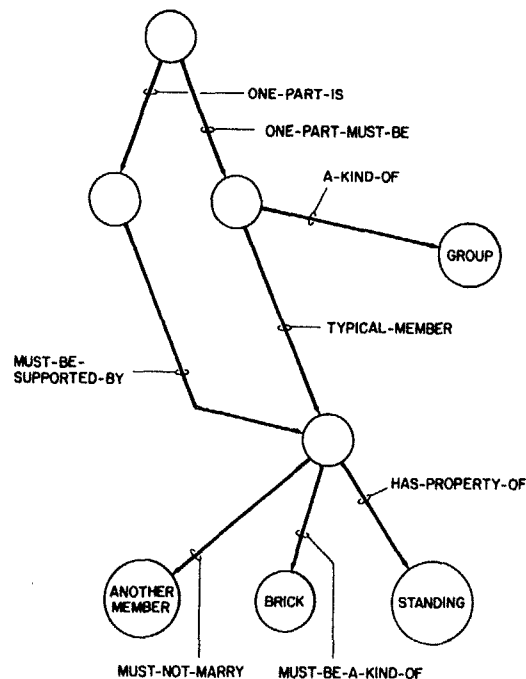 ONE-PART-IS
ONE-PART-MUST-BE
A-KIND-OF
GROUP
TYPICAL-MEMBER
MUST-BE-
SUPPORTED-BY
HAS-PROPERTY-OF
ANOTHER
MEMBER
BRICK
STANDING
MUST-NOT-MARRY
MUST-BE-A-KIND-OF